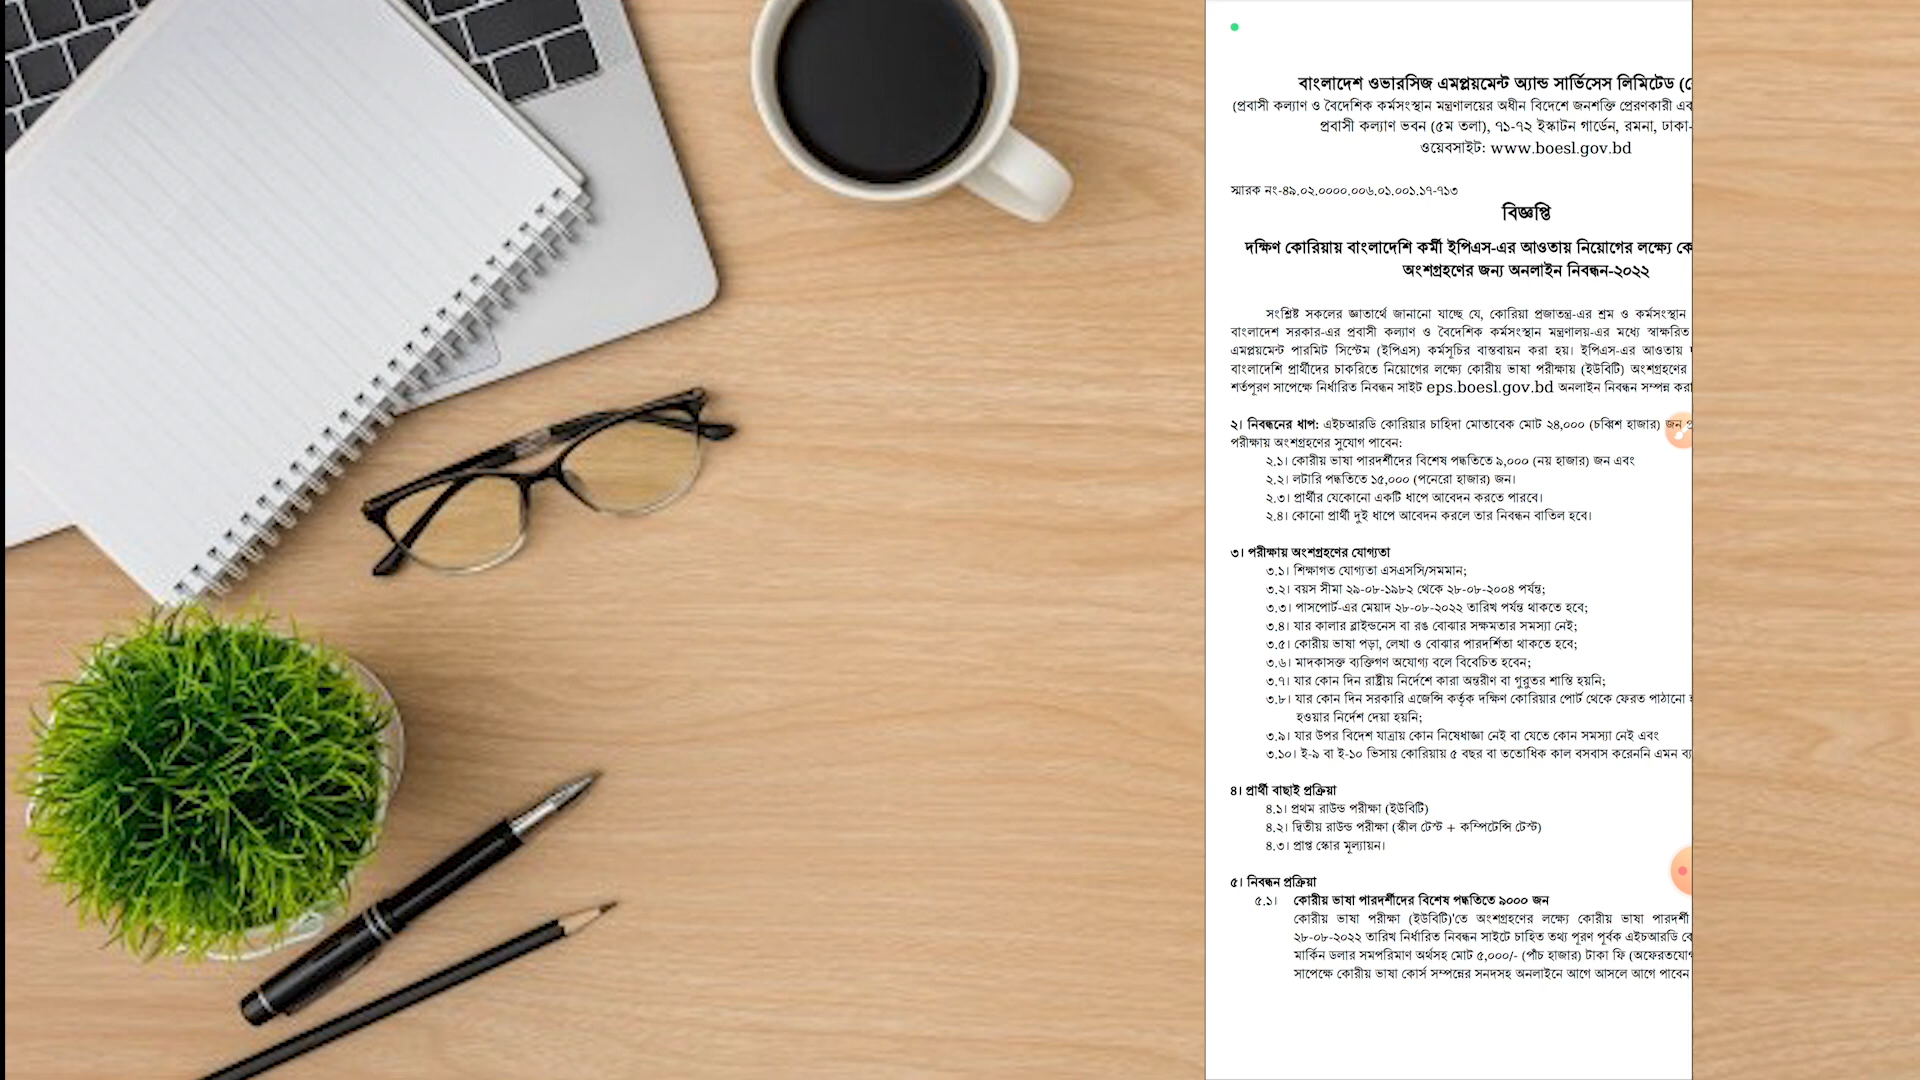 বাংলাদেশ ওভারসিজ এমপ্লয়মেন্ট অ্যান্ড সার্ভিসেস লিমিটেড (
(প্রবাসী কল্যাণ ও বৈদেশিক কর্মসংস্থান মন্ত্রণালয়ের অধীন বিদেশে জনশক্তি প্রেরণকারী
প্রবাসী কল্যাণ ভবন (৫ম তলা), ৭১-৭২ ইস্কাটন গার্ডেন, রমনা, ঢাকা-
ওয়েবসাইট: www.boesl.gov.bd
স্মারক নং-৪৯.০২.০০০০.০০৬.০১.০০১.১৭-৭১৩
বিজ্ঞপ্তি
দক্ষিণ কোরিয়ায় বাংলাদেশি কর্মী ইপিএস-এর আওতায় নিয়োগের লক্ষ্যে
অংশগ্রহণের জন্য অনলাইন নিবন্ধন-২০২২
সংশ্লিষ্ট সকলের জ্ঞাতার্থে জানানো যাচ্ছে যে, কোরিয়া প্রজাতন্ত্র-এর শ্রম ও কর্মসংস্থান
বাংলাদেশ সরকার-এর প্রবাসী কল্যাণ ও বৈদেশিক কর্মসংস্থান মন্ত্রণালয়-এর মধ্যে স্বাক্ষরিত
এমপ্লয়মেন্ট পারমিট সিস্টেম (ইপিএস) কর্মসূচির বাস্তবায়ন করা হয়। ইপিএস-এর আওতায়
বাংলাদেশি প্রার্থীদের চাকরিতে নিয়োগের লক্ষ্যে কোরীয় ভাষা পরীক্ষায় (ইউবিটি) অংশগ্রহণের
শর্তপূরণ সাপেক্ষে নির্ধারিত নিবন্ধন সাইট eps.boesl.gov.bd অনলাইন নিবন্ধন সম্পন্ন
২। নিবন্ধনের ধাপ: এইচআরডি কোরিয়ার চাহিদা মোতাবেক মোট ২৪,০০০ (চব্বিশ হাজার) জন
পরীক্ষায় অংশগ্রহণের সুযোগ পাবেন:
২.১। কোরীয় ভাষা পারদর্শীদের বিশেষ পদ্ধতিতে ৯,০০০ (নয় হাজার) জন এবং
২.২। লটারি পদ্ধতিতে ১৫,০০০ (পনেরো হাজার) জন।
২.৩। প্রার্থীর যেকোনো একটি ধাপে আবেদন করতে পারবে।
২.৪। কোনো প্রার্থী দুই ধাপে আবেদন করলে তার নিবন্ধন বাতিল হবে।
৩। পরীক্ষায় অংশগ্রহণের যোগ্যতা
৩.১। শিক্ষাগত যোগ্যতা এসএসসি/সমমান;
৩.২। বয়স সীমা ২৯-০৮-১৯৮২ থেকে ২৮-০৮-২০০৪ পর্যন্ত;
৩.৩। পাসপোর্ট-এর মেয়াদ ২৮-০৮-২০২২ তারিখ পর্যন্ত থাকতে হবে;
৩.৪। যার কালার ব্লাইন্ডনেস বা রঙ বোঝার সক্ষমতার সমস্যা নেই;
৩.৫। কোরীয় ভাষা পড়া, লেখা ও বোঝার পারদর্শিতা থাকতে হবে;
৩.৬। মাদকাসক্ত ব্যক্তিগণ অযোগ্য বলে বিবেচিত হবেন;
৩.৭। যার কোন দিন রাষ্ট্রীয় নির্দেশে কারা অন্তরীণ বা গুরুতর শাস্তি হয়নি;
৩.৮। যার কোন দিন সরকারি এজেন্সি কর্তৃক দক্ষিণ কোরিয়ার পোর্ট থেকে ফেরত পাঠানো
হওয়ার নির্দেশ দেয়া হয়নি;
৩.৯। যার উপর বিদেশ যাত্রায় কোন নিষেধাজ্ঞা নেই বা যেতে কোন সমস্যা নেই এবং
৩.১০। ই-৯ বা ই-১০ ভিসায় কোরিয়ায় ৫ বছর বা ততোধিক কাল বসবাস করেননি এমন
৪। প্রার্থী বাছাই প্রক্রিয়া
৪.১। প্রথম রাউন্ড পরীক্ষা (ইউবিটি)
৪.২। দ্বিতীয় রাউন্ড পরীক্ষা (স্কীল টেস্ট + কম্পিটেন্সি টেস্ট)
৪.৩। প্রাপ্ত স্কোর মূল্যায়ন।
৫। নিবন্ধন প্রক্রিয়া
৫.১। কোরীয় ভাষা পারদর্শীদের বিশেষ পদ্ধতিতে ৯০০০ জন
কোরীয় ভাষা পরীক্ষা (ইউবিটি)'তে অংশগ্রহণের লক্ষ্যে কোরীয় ভাষা পারদর্শী
২৮-০৮-২০২২ তারিখ নির্ধারিত নিবন্ধন সাইটে চাহিত তথ্য পূরণ পূর্বক এইচআরডি
মার্কিন ডলার সমপরিমাণ অর্থসহ মোট ৫,০০০/- (পাঁচ হাজার) টাকা ফি
সাপেক্ষে কোরীয় ভাষা কোর্স সম্পন্নের সনদসহ অনলাইনে আগে আসলে আগে পাবেন